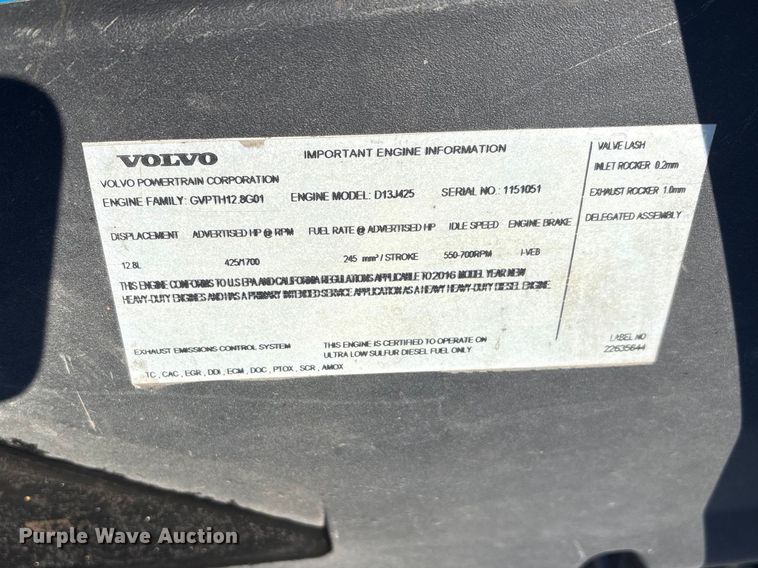 VOLVO
IMPORTANT ENGINE INFORMATION
VOLVO POWERTRAIN CORPORATION
ENGINE FAMILY: GVPTH12.8G01
ENGINE MODEL: D13J425
SERIAL NO.: 1151051
DISPLACEMENT ADVERTISED HP @ RPM FUEL RATE @ ADVERTISED HP IDLE SPEED ENGINE BRAKE
12.8L 425/1700 245 mm³ / STROKE 550-700RPM I-VEB
THIS ENGINE CONFORMS TO U.S EPA AND CALIFORNIA REGULATIONS APPLICABLE TO 2016 MODEL YEAR NEW
HEAVY-DUTY ENGINES AND HAS A PRIMARY INTENDED SERVICE APPLICATION AS A HEAVY HEAVY-DUTY DIESEL ENGINE
EXHAUST EMISSIONS CONTROL SYSTEM
THIS ENGINE IS CERTIFIED TO OPERATE ON
ULTRA LOW SULFUR DIESEL FUEL ONLY.
TC , CAC , EGR , DDI , ECM , DOC , PTOX , SCR , AMOX
VALVE LASH
INLET ROCKER 0.2mm
EXHAUST ROCKER 1.0mm
DELEGATED ASSEMBLY
LABEL NO
22635644
Purple Wave Auction